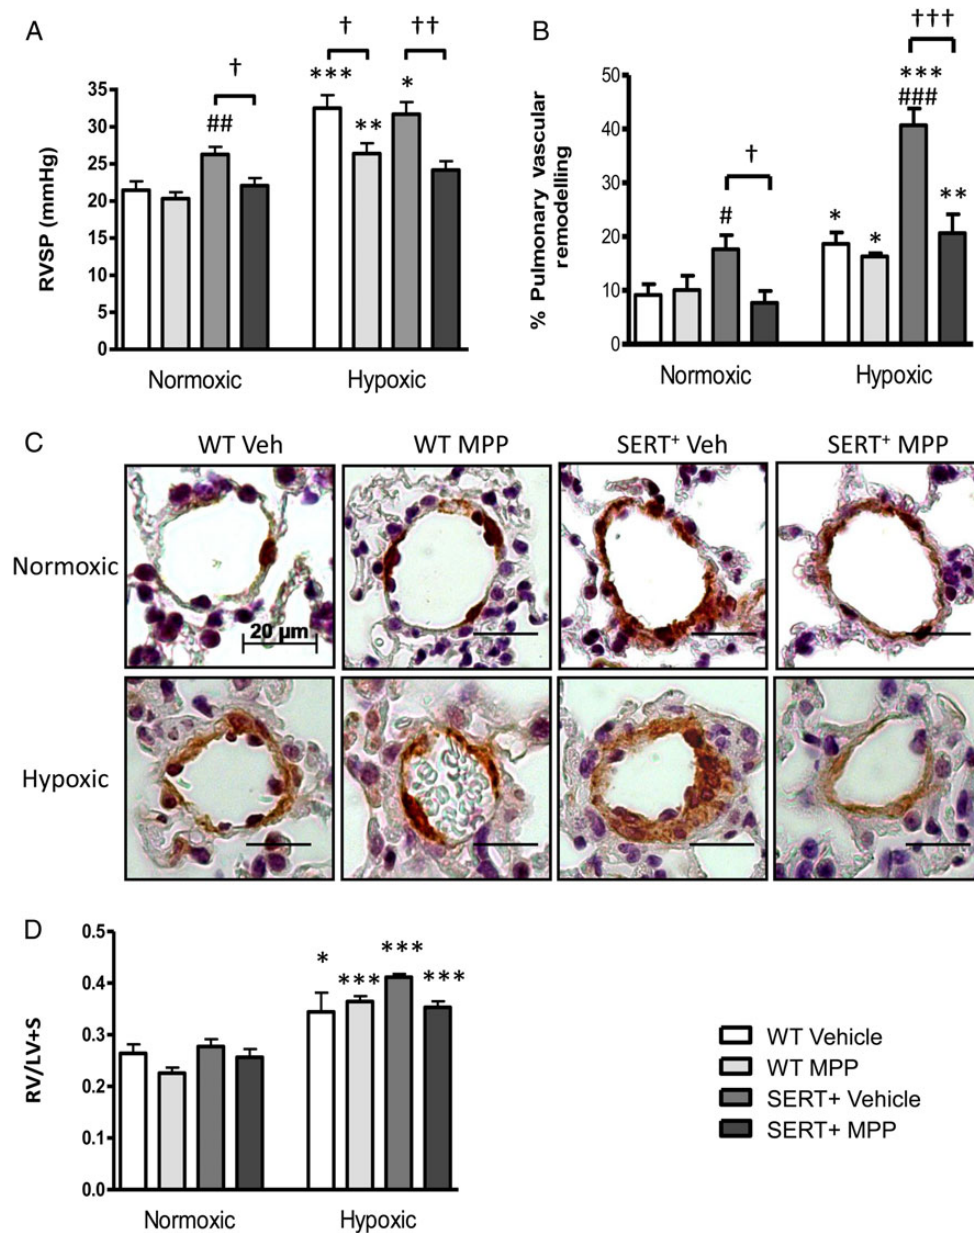 A
RVSP (mmHg)
35
30
25
20
15
10
5
0
##
†
***
†
**
*
††
Normoxic
Hypoxic
B
% Pulmonary vascular
remodelling
50
40
30
20
10
0
#
†
*
*
***
###
†††
**
Normoxic
Hypoxic
C
WT Veh
WT MPP
SERT⁺ Veh
SERT⁺ MPP
Normoxic
20 µm
Hypoxic
D
RV/LV+S
0.5
0.4
0.3
0.2
0.1
0.0
*
***
***
***
Normoxic
Hypoxic
WT Vehicle
WT MPP
SERT+ Vehicle
SERT+ MPP